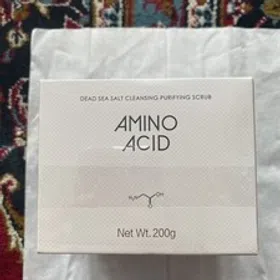 DEAD SEA SALT CLEANSING PURIFYING SCRUB
AMINO
ACID
Net Wt. 200g